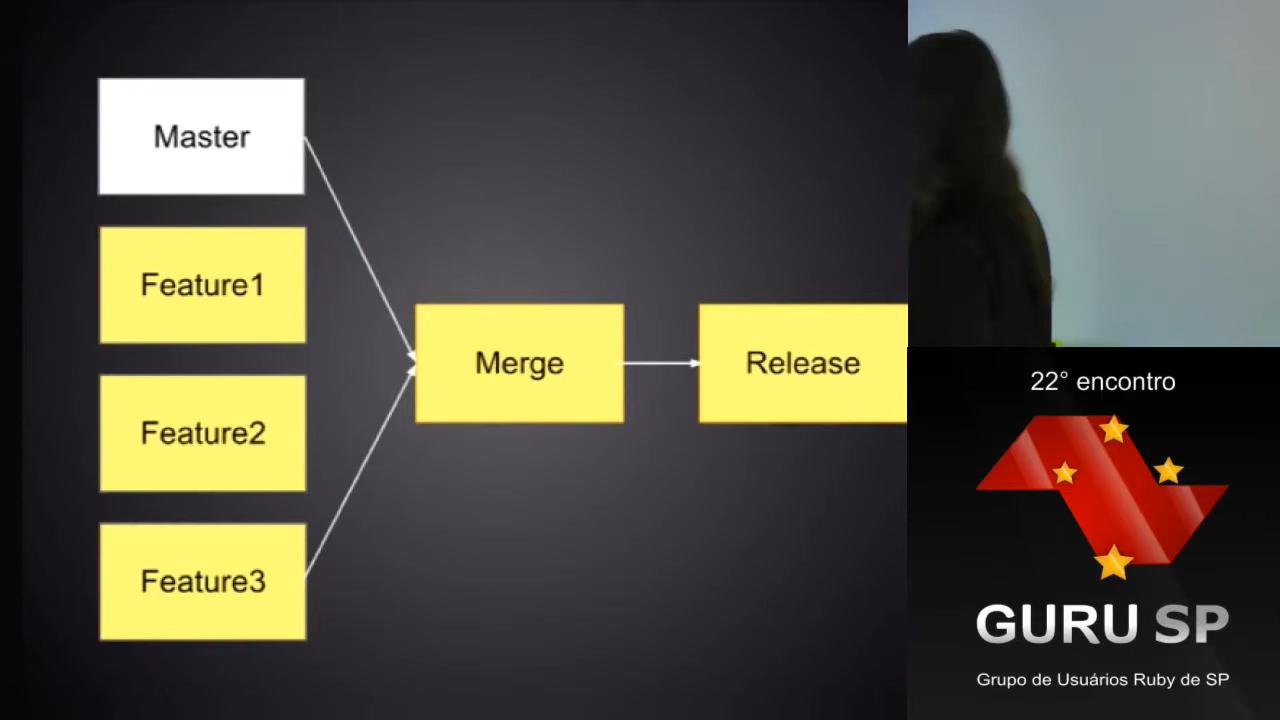 Master
Feature1
Feature2
Feature3
Merge
Release
22° encontro
GURU SP
Grupo de Usuários Ruby de SP